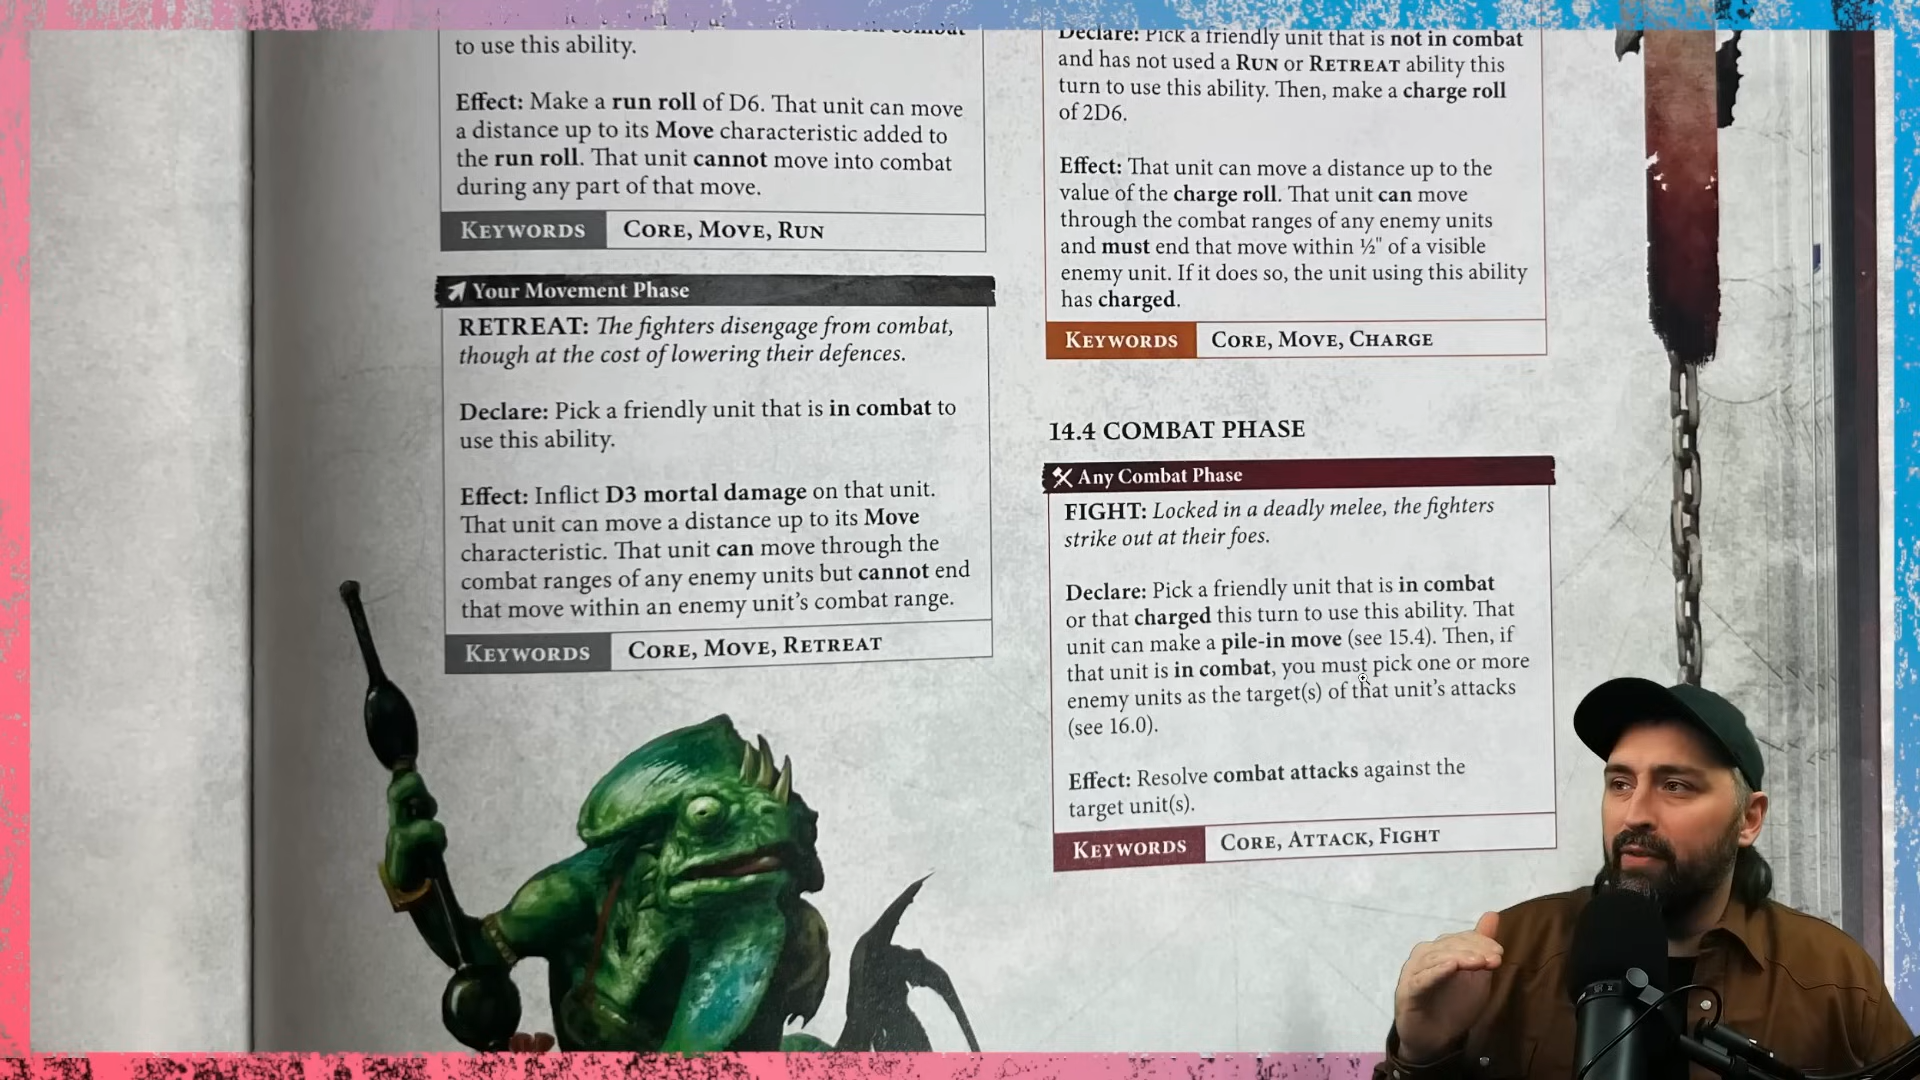 to use this ability.
Effect: Make a run roll of D6. That unit can move
a distance up to its Move characteristic added to
the run roll. That unit cannot move into combat
during any part of that move.
KEYWORDS CORE, MOVE, RUN
Your Movement Phase
RETREAT: The fighters disengage from combat,
though at the cost of lowering their defences.
Declare: Pick a friendly unit that is in combat to
use this ability.
Effect: Inflict D3 mortal damage on that unit.
That unit can move a distance up to its Move
characteristic. That unit can move through the
combat ranges of any enemy units but cannot end
that move within an enemy unit's combat range.
KEYWORDS CORE, MOVE, RETREAT
Declare: Pick a friendly unit that is not in combat
and has not used a RUN or RETREAT ability this
turn to use this ability. Then, make a charge roll
of 2D6.
Effect: That unit can move a distance up to the
value of the charge roll. That unit can move
through the combat ranges of any enemy units
and must end that move within ½" of a visible
enemy unit. If it does so, the unit using this ability
has charged.
KEYWORDS CORE, MOVE, CHARGE
14.4 COMBAT PHASE
Any Combat Phase
FIGHT: Locked in a deadly melee, the fighters
strike out at their foes.
Declare: Pick a friendly unit that is in combat
or that charged this turn to use this ability. That
unit can make a pile-in move (see 15.4). Then, if
that unit is in combat, you must pick one or more
enemy units as the target(s) of that unit's attacks
(see 16.0).
Effect: Resolve combat attacks against the
target unit(s).
KEYWORDS CORE, ATTACK, FIGHT